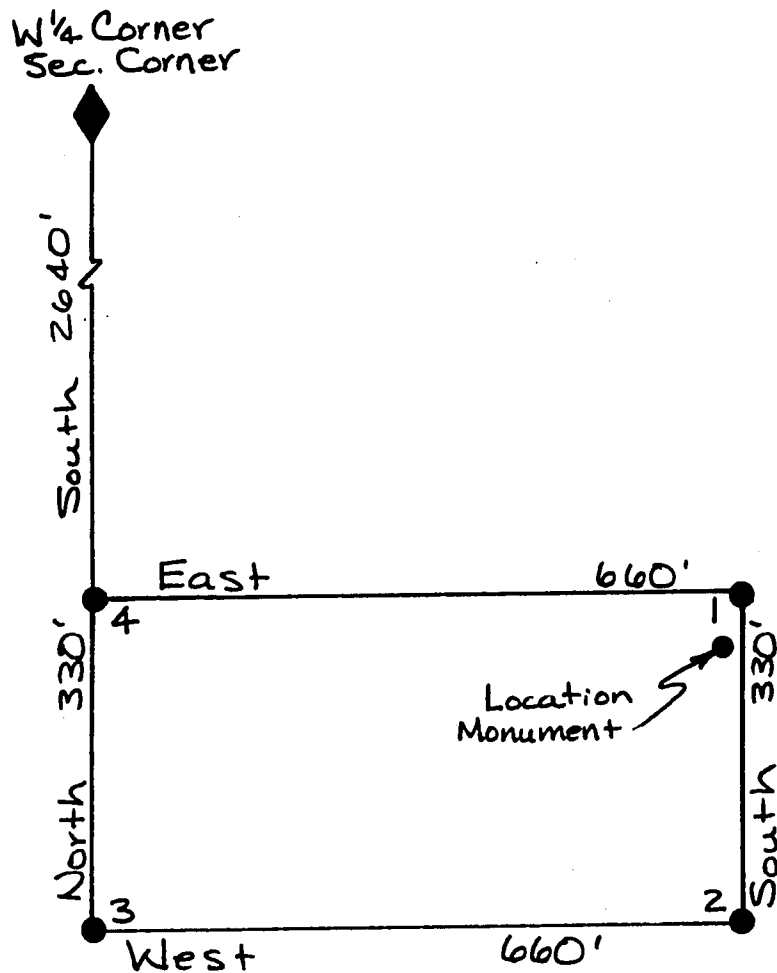 W¼ Corner
Sec. Corner
South 2640'
East 660'
4
1
330'
Location
Monument
330'
North
South
3
2
West 660'